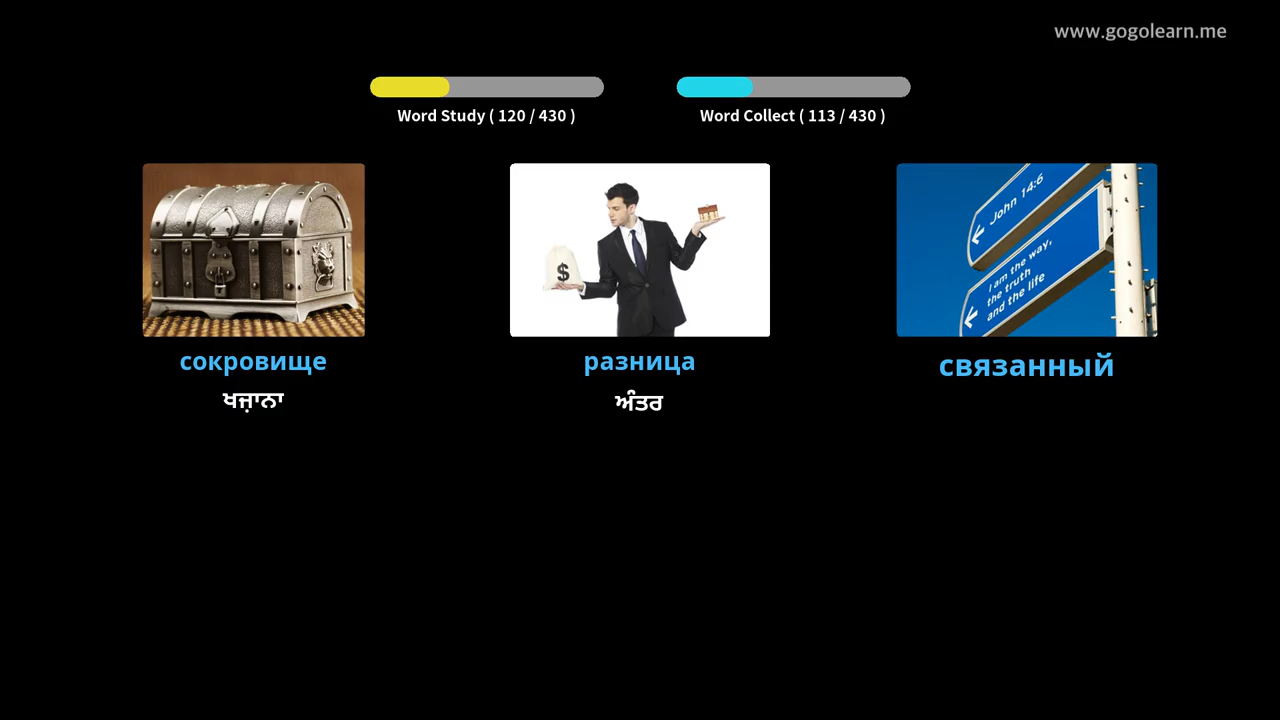 www.gogolearn.me
Word Study ( 120 / 430 )
Word Collect ( 113 / 430 )
$
John 14:6
I am the way,
the truth
and the life
сокровище
разница
связанный
ਖਜ਼ਾਨਾ
ਅੰਤਰ